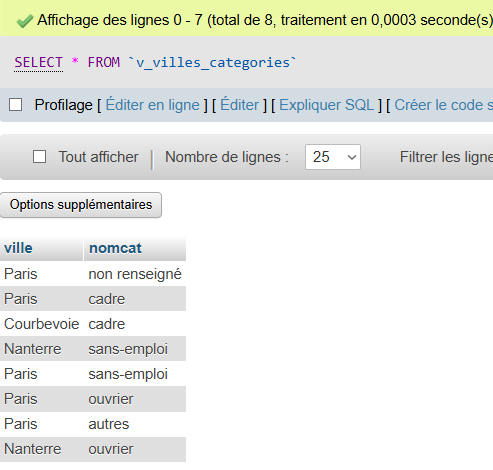 Affichage des lignes 0 - 7 (total de 8, traitement en 0,0003 seconde(s)
SELECT * FROM `v_villes_categories`
Profilage [ Éditer en ligne ] [ Éditer ] [ Expliquer SQL ] [ Créer le code s
Tout afficher | Nombre de lignes : 25 Filtrer les ligne
Options supplémentaires
ville nomcat
Paris non renseigné
Paris cadre
Courbevoie cadre
Nanterre sans-emploi
Paris sans-emploi
Paris ouvrier
Paris autres
Nanterre ouvrier